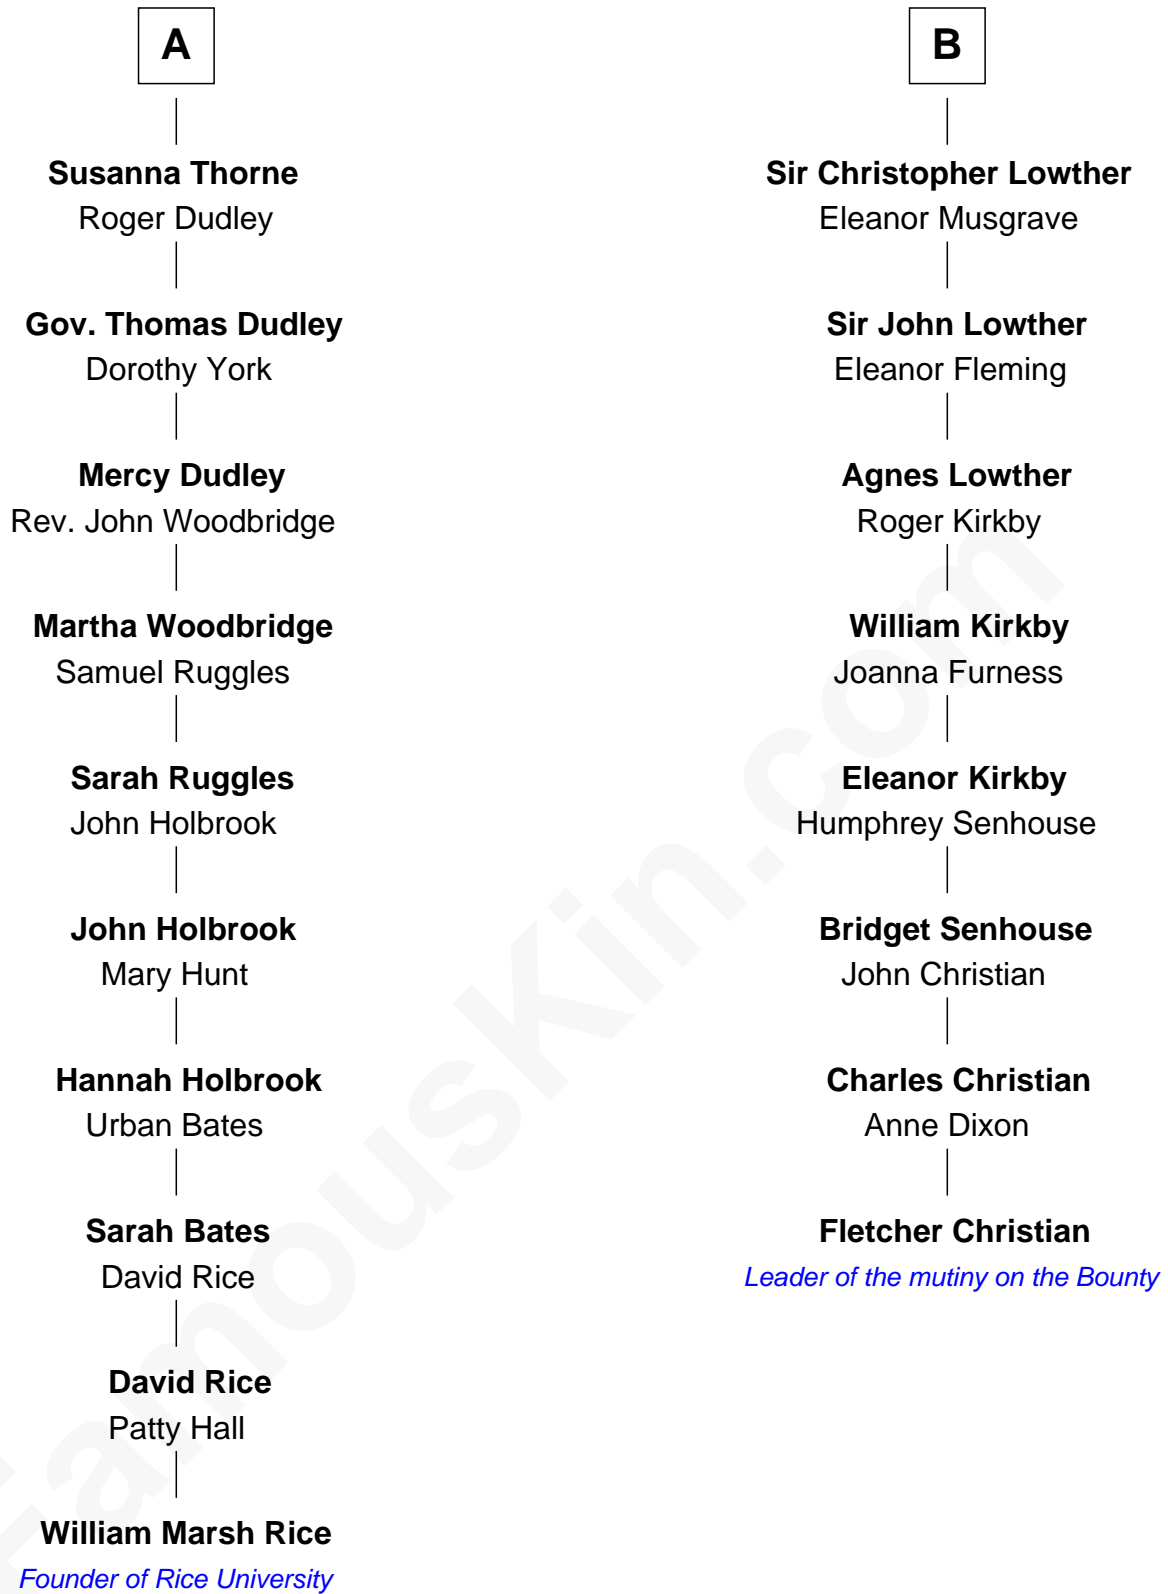 A
Susanna Thorne
Roger Dudley
Gov. Thomas Dudley
Dorothy York
Mercy Dudley
Rev. John Woodbridge
Martha Woodbridge
Samuel Ruggles
Sarah Ruggles
John Holbrook
John Holbrook
Mary Hunt
Hannah Holbrook
Urban Bates
Sarah Bates
David Rice
David Rice
Patty Hall
William Marsh Rice
Founder of Rice University
B
Sir Christopher Lowther
Eleanor Musgrave
Sir John Lowther
Eleanor Fleming
Agnes Lowther
Roger Kirkby
William Kirkby
Joanna Furness
Eleanor Kirkby
Humphrey Senhouse
Bridget Senhouse
John Christian
Charles Christian
Anne Dixon
Fletcher Christian
Leader of the mutiny on the Bounty
FamousKin.com